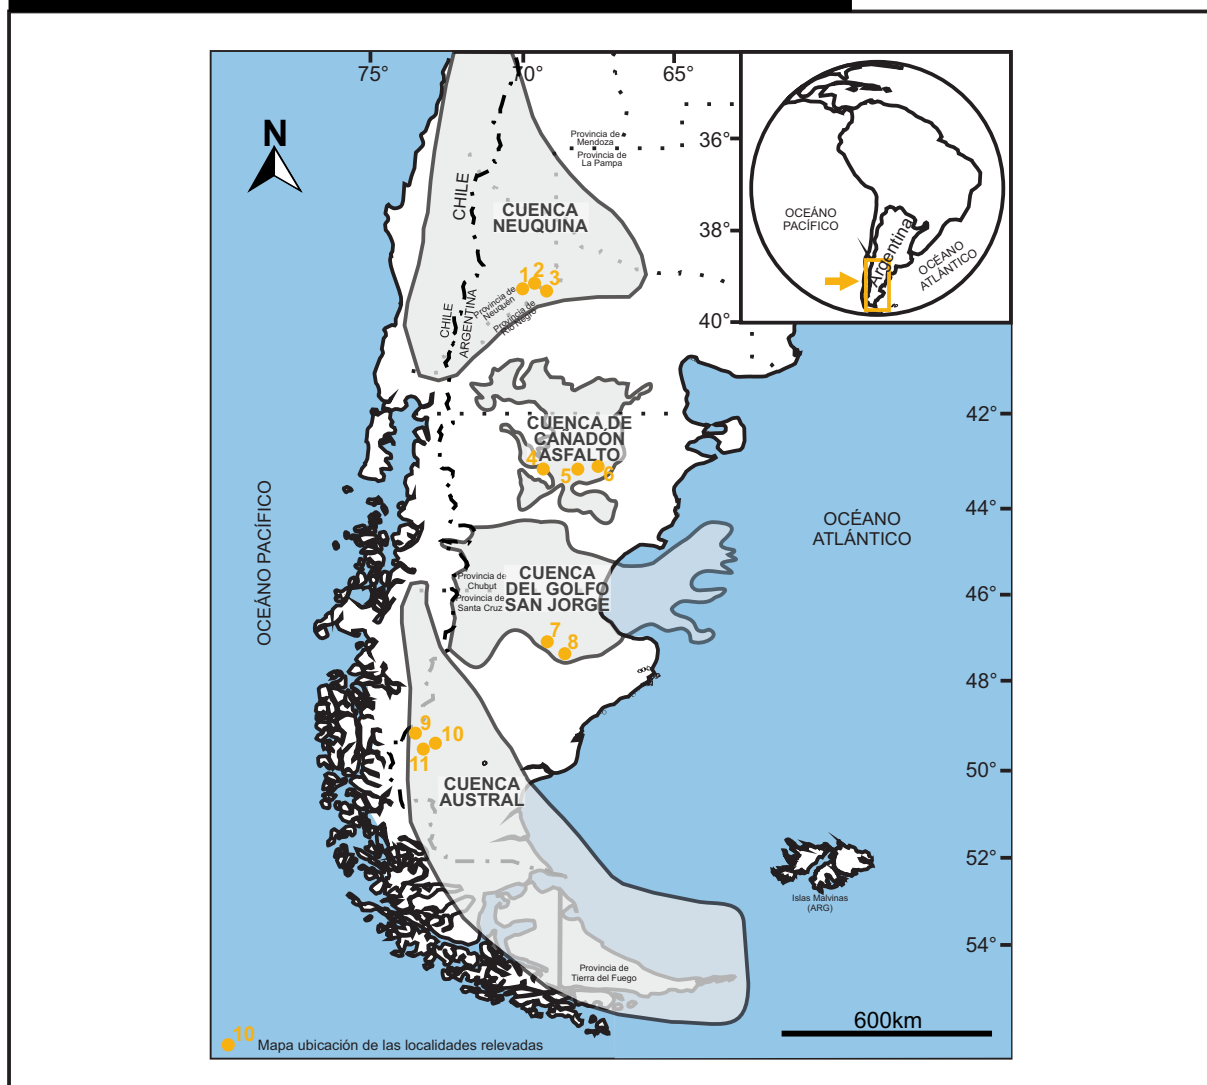 75°
70°
65°
N
36°
Provincia de
Mendoza
Provincia de
La Pampa
CHILE
CUENCA
NEUQUINA
38°
OCEÁNO
PACÍFICO
Argentina
OCÉANO
ATLÁNTICO
1
2
3
Provincia de
Neuquén
Provincia de
Río Negro
CHILE
ARGENTINA
40°
42°
CUENCA DE
CAÑADÓN
ASFALTO
4
5
6
OCEÁNO PACÍFICO
44°
OCÉANO
ATLÁNTICO
Provincia de
Chubut
Provincia de
Santa Cruz
CUENCA
DEL GOLFO
SAN JORGE
46°
7
8
48°
9
10
11
50°
CUENCA
AUSTRAL
52°
Islas Malvinas
(ARG)
54°
Provincia de
Tierra del Fuego
600km
10
Mapa ubicación de las localidades relevadas